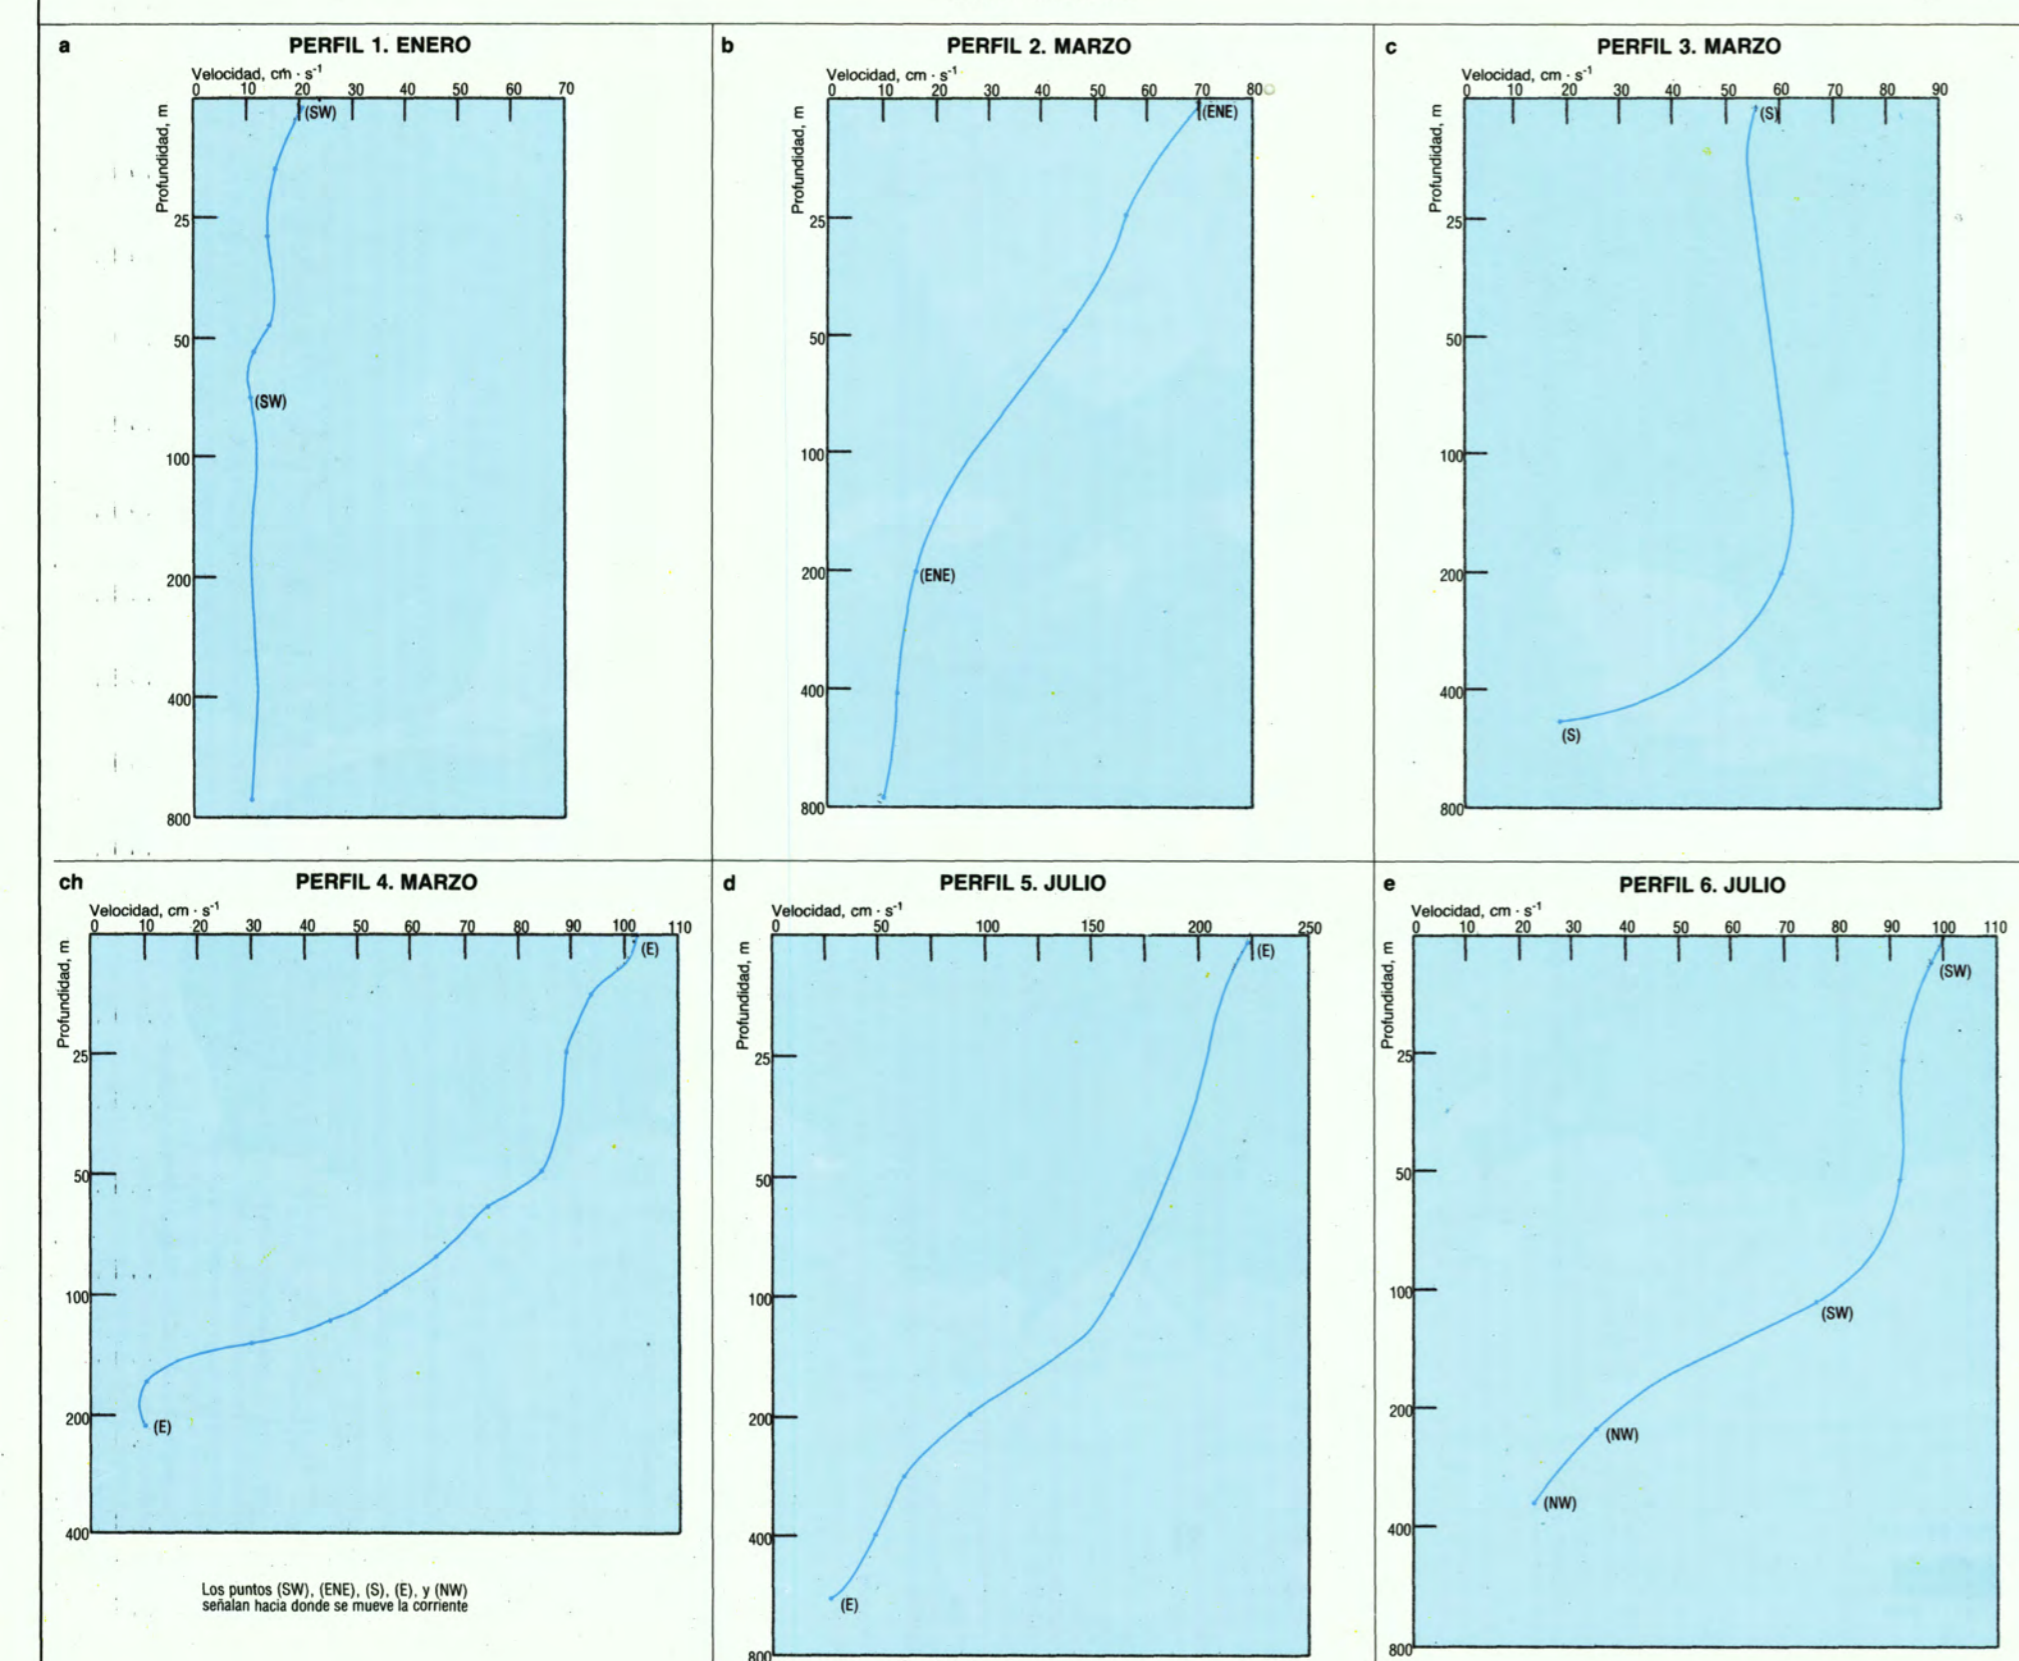 a PERFIL 1. ENERO
Velocidad, cm · s-1
0 10 20 30 40 50 60 70
Profundidad, m
(SW)
25
50
(SW)
100
200
400
800
b PERFIL 2. MARZO
Velocidad, cm · s-1
0 10 20 30 40 50 60 70 80
Profundidad, m
(ENE)
25
50
100
200
(ENE)
400
800
c PERFIL 3. MARZO
Velocidad, cm · s-1
0 10 20 30 40 50 60 70 80 90
Profundidad, m
(S)
25
50
100
200
400
(S)
800
ch PERFIL 4. MARZO
Velocidad, cm · s-1
0 10 20 30 40 50 60 70 80 90 100 110
Profundidad, m
(E)
25
50
100
200
(E)
400
Los puntos (SW), (ENE), (S), (E), y (NW)
señalan hacia donde se mueve la corriente
d PERFIL 5. JULIO
Velocidad, cm · s-1
0 50 100 150 200 250
Profundidad, m
(E)
25
50
100
200
400
(E)
800
e PERFIL 6. JULIO
Velocidad, cm · s-1
0 10 20 30 40 50 60 70 80 90 100 110
Profundidad, m
(SW)
25
50
100
(SW)
200
(NW)
(NW)
400
800